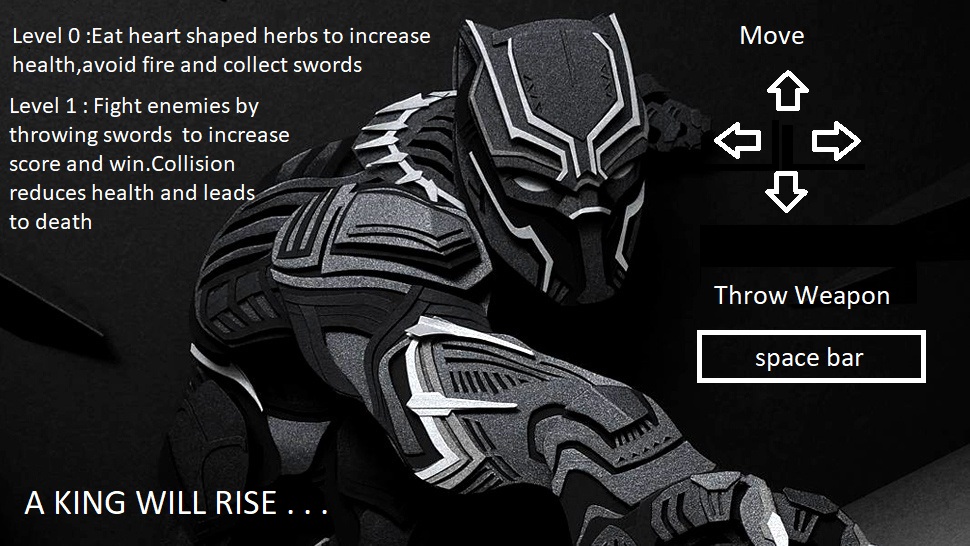 Level 0 :Eat heart shaped herbs to increase
health,avoid fire and collect swords
Level 1 : Fight enemies by
throwing swords to increase
score and win.Collision
reduces health and leads
to death
Move
Throw Weapon
space bar
A KING WILL RISE . . .